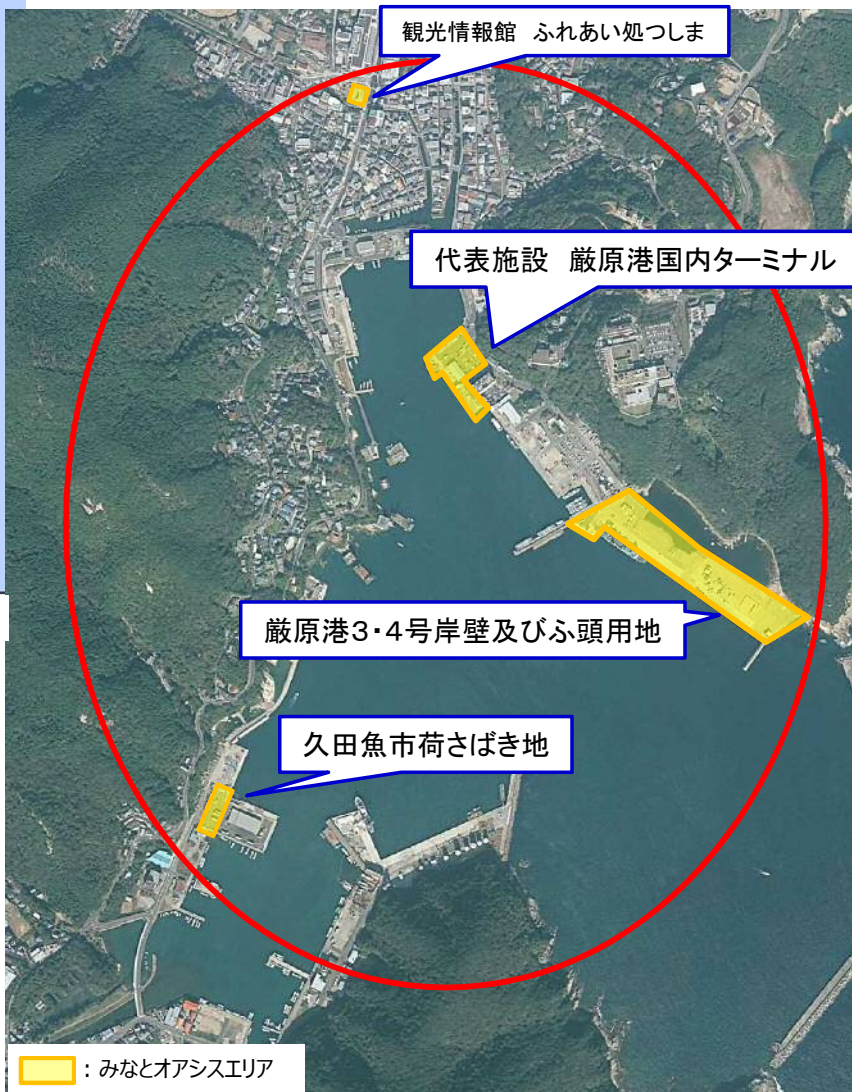 観光情報館　ふれあい処つしま
代表施設　厳原港国内ターミナル
厳原港3・4号岸壁及びふ頭用地
久田魚市荷さばき地
：みなとオアシスエリア